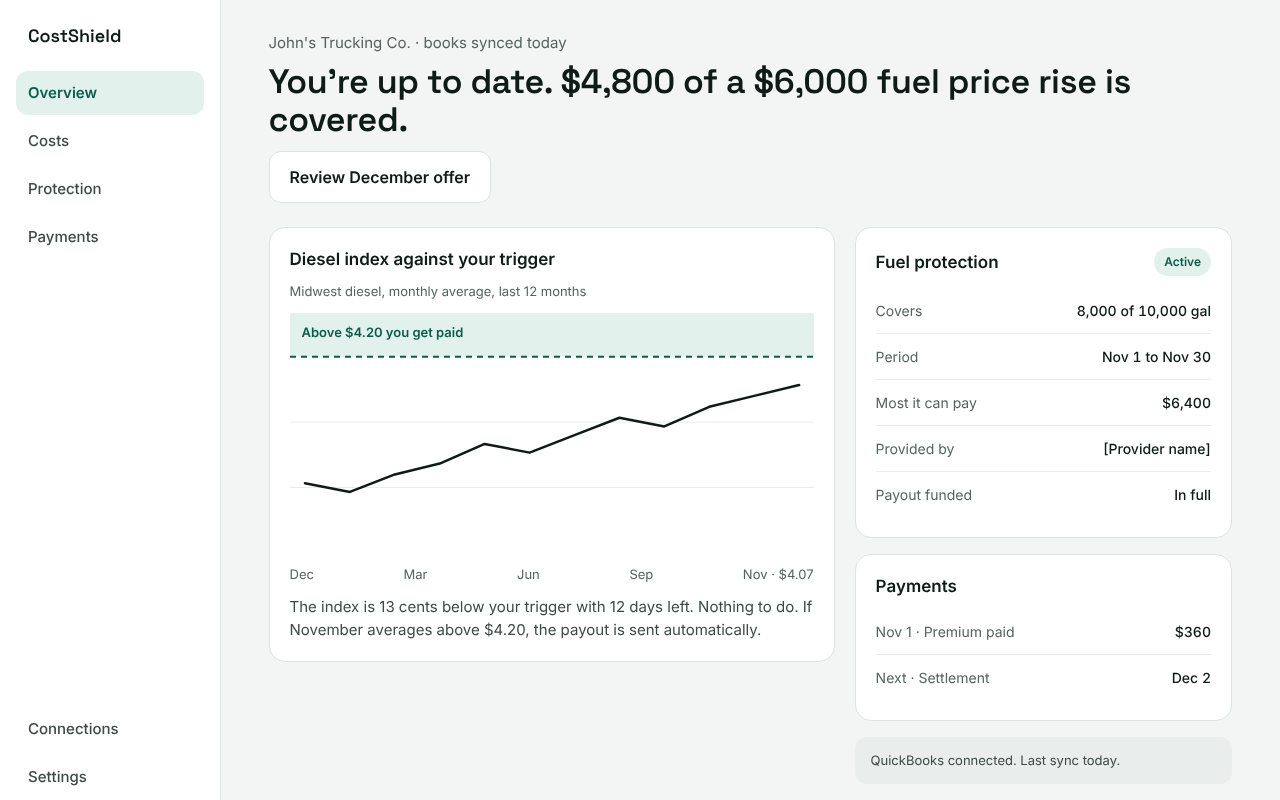 CostShield
Overview
Costs
Protection
Payments
Connections
Settings
John's Trucking Co. · books synced today
You’re up to date. $4,800 of a $6,000 fuel price rise is
covered.
Review December offer
Diesel index against your trigger
Midwest diesel, monthly average, last 12 months
Above $4.20 you get paid
Dec Mar Jun Sep Nov · $4.07
The index is 13 cents below your trigger with 12 days left. Nothing to do. If
November averages above $4.20, the payout is sent automatically.
Fuel protection Active
Covers 8,000 of 10,000 gal
Period Nov 1 to Nov 30
Most it can pay $6,400
Provided by [Provider name]
Payout funded In full
Payments
Nov 1 · Premium paid $360
Next · Settlement Dec 2
QuickBooks connected. Last sync today.